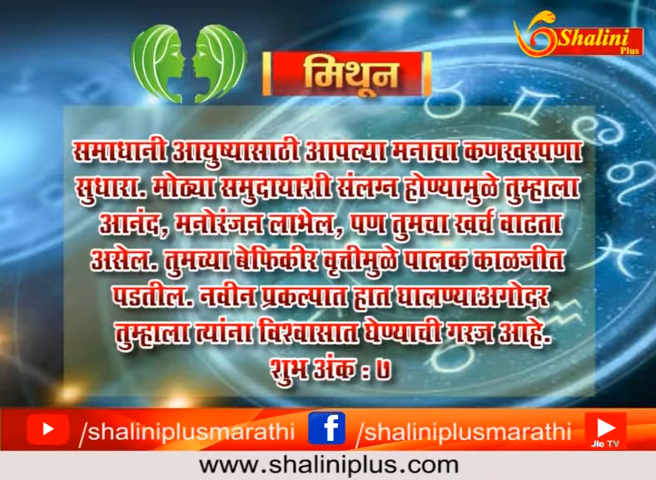 Shalini
Plus
मिथून
समाधानी आयुष्यासाठी आपल्या मनाचा कणखरपणा
सुधारा. मोठ्या समुदायाशी संलग्न होण्यामुळे तुम्हाला
आनंद, मनोरंजन लाभेल, पण तुमचा खर्च वाढता
असेल. तुमच्या बेफिकीर वृत्तीमुळे पालक काळजीत
पडतील. नवीन प्रकल्पात हात घालण्याअगोदर
तुम्हाला त्यांना विश्वासात घेण्याची गरज आहे.
शुभ अंक : ७
/shaliniplusmarathi
/shaliniplusmarathi
Jio TV
www.shaliniplus.com